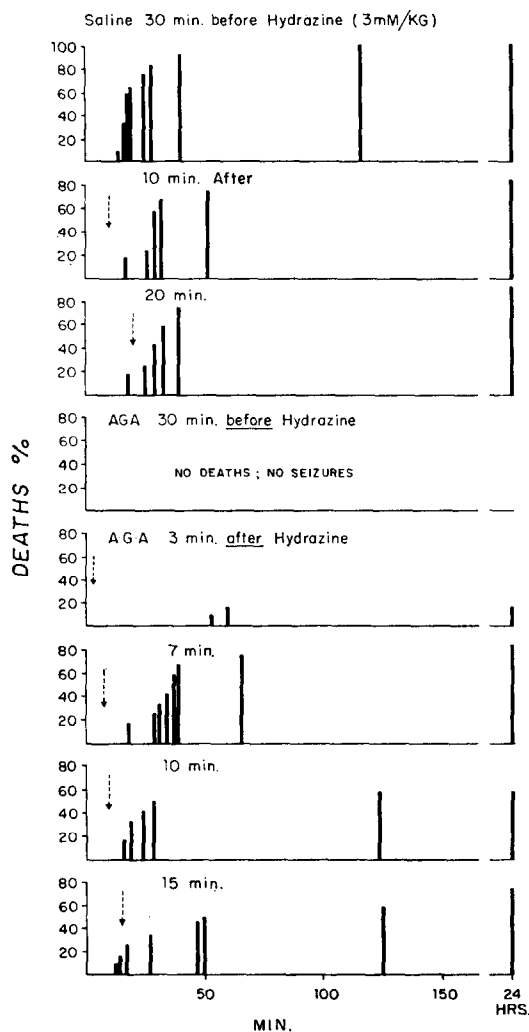 Saline 30 min. before Hydrazine (3mM/KG)
100
80
60
40
20
10 min. After
80
60
40
20
20 min.
80
60
40
20
AGA 30 min. before Hydrazine
80
60
40
20
NO DEATHS ; NO SEIZURES
DEATHS %
A·G·A 3 min. after Hydrazine
80
60
40
20
7 min.
80
60
40
20
10 min.
80
60
40
20
15 min.
80
60
40
20
50 100 150 24
HRS.
MIN.